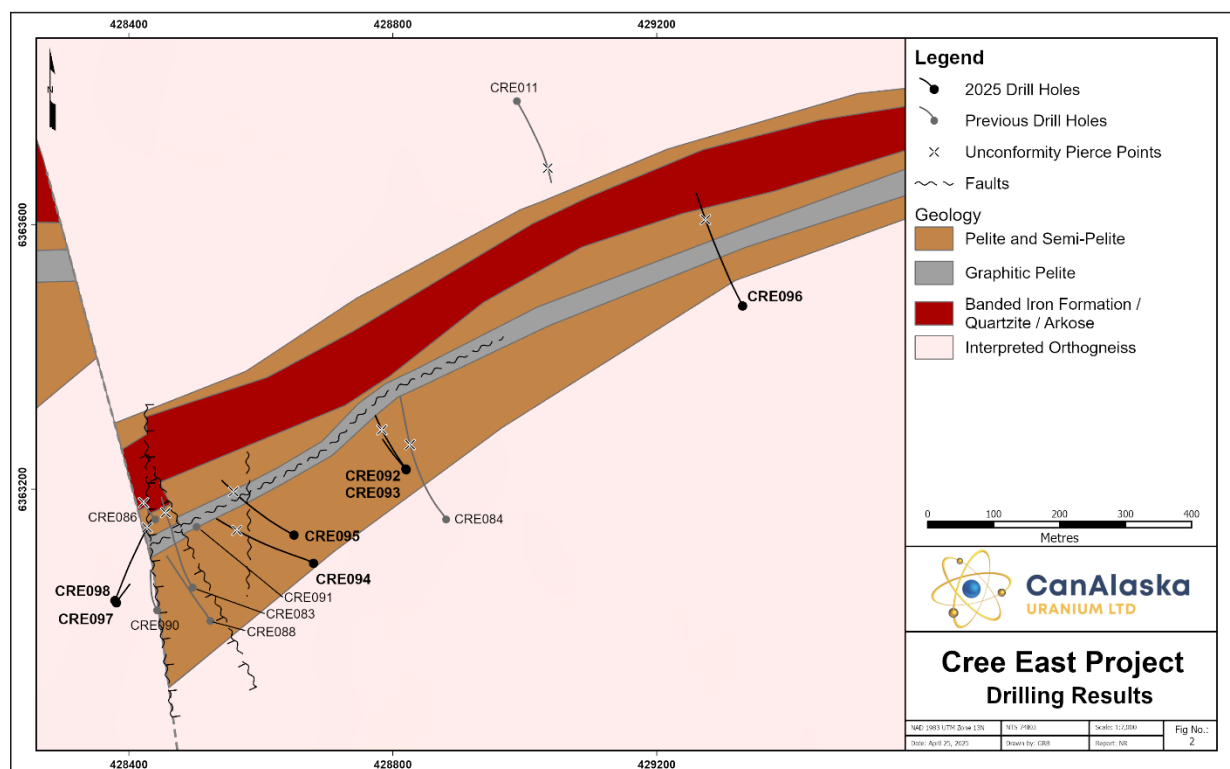 428400
428800
429200
6363600
6363200
N
CRE011
CRE096
CRE092
CRE093
CRE084
CRE086
CRE095
CRE094
CRE098
CRE097
CRE091
CRE083
CRE090
CRE088
428400
428800
429200
Legend
2025 Drill Holes
Previous Drill Holes
Unconformity Pierce Points
Faults
Geology
Pelite and Semi-Pelite
Graphitic Pelite
Banded Iron Formation /
Quartzite / Arkose
Interpreted Orthogneiss
0 100 200 300 400
Metres
CanAlaska
URANIUM LTD
Cree East Project
Drilling Results
NAD 1983 UTM Zone 13N
Scale: 1:7,000
Fig No.:
2
Date: April 25, 2025
Drawn by: GRB
Report: NR